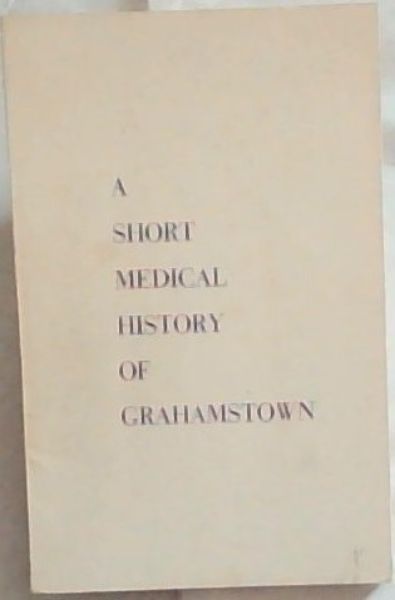 A
SHORT
MEDICAL
HISTORY
OF
GRAHAMSTOWN